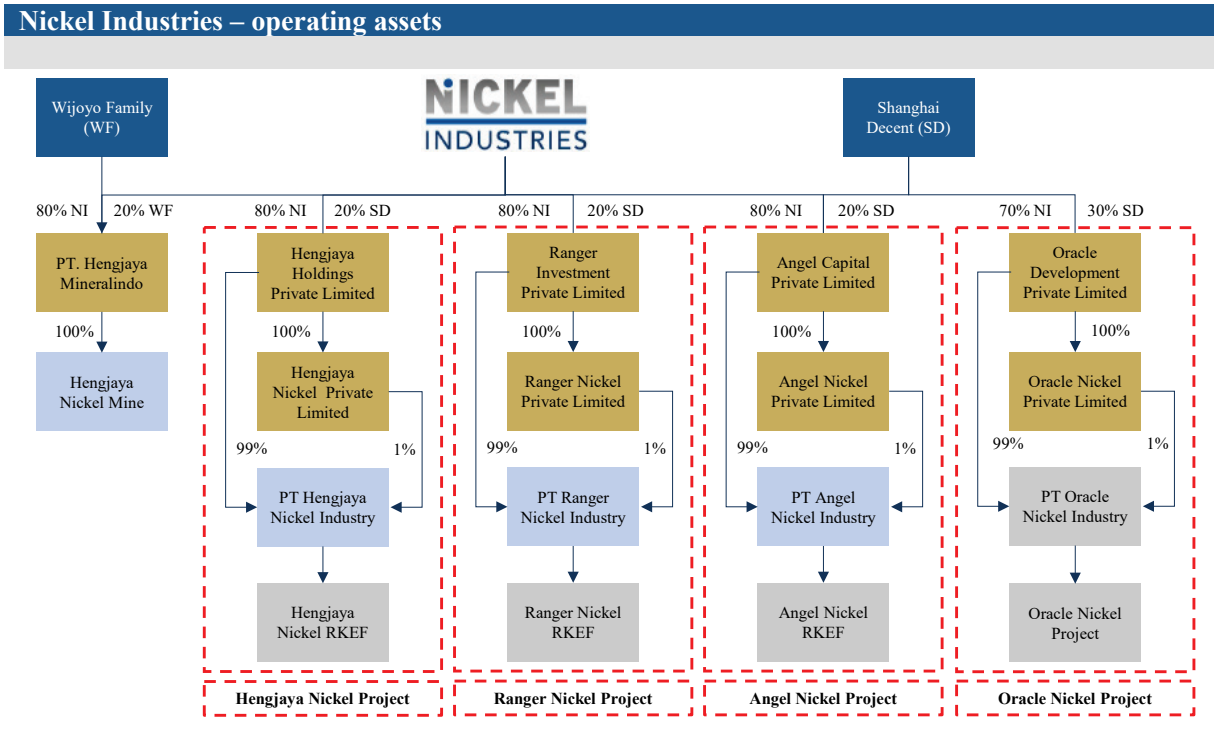 Nickel Industries – operating assets
Wijoyo Family
(WF)
NICKEL
INDUSTRIES
Shanghai
Decent (SD)
80% NI
20% WF
80% NI
20% SD
80% NI
20% SD
80% NI
20% SD
70% NI
30% SD
PT. Hengjaya
Mineralindo
Hengjaya
Holdings
Private Limited
Ranger
Investment
Private Limited
Angel Capital
Private Limited
Oracle
Development
Private Limited
100%
100%
100%
100%
100%
Hengjaya
Nickel Mine
Hengjaya
Nickel Private
Limited
Ranger Nickel
Private Limited
Angel Nickel
Private Limited
Oracle Nickel
Private Limited
99%
1%
99%
1%
99%
1%
99%
1%
PT Hengjaya
Nickel Industry
PT Ranger
Nickel Industry
PT Angel
Nickel Industry
PT Oracle
Nickel Industry
Hengjaya
Nickel RKEF
Ranger Nickel
RKEF
Angel Nickel
RKEF
Oracle Nickel
Project
Hengjaya Nickel Project
Ranger Nickel Project
Angel Nickel Project
Oracle Nickel Project